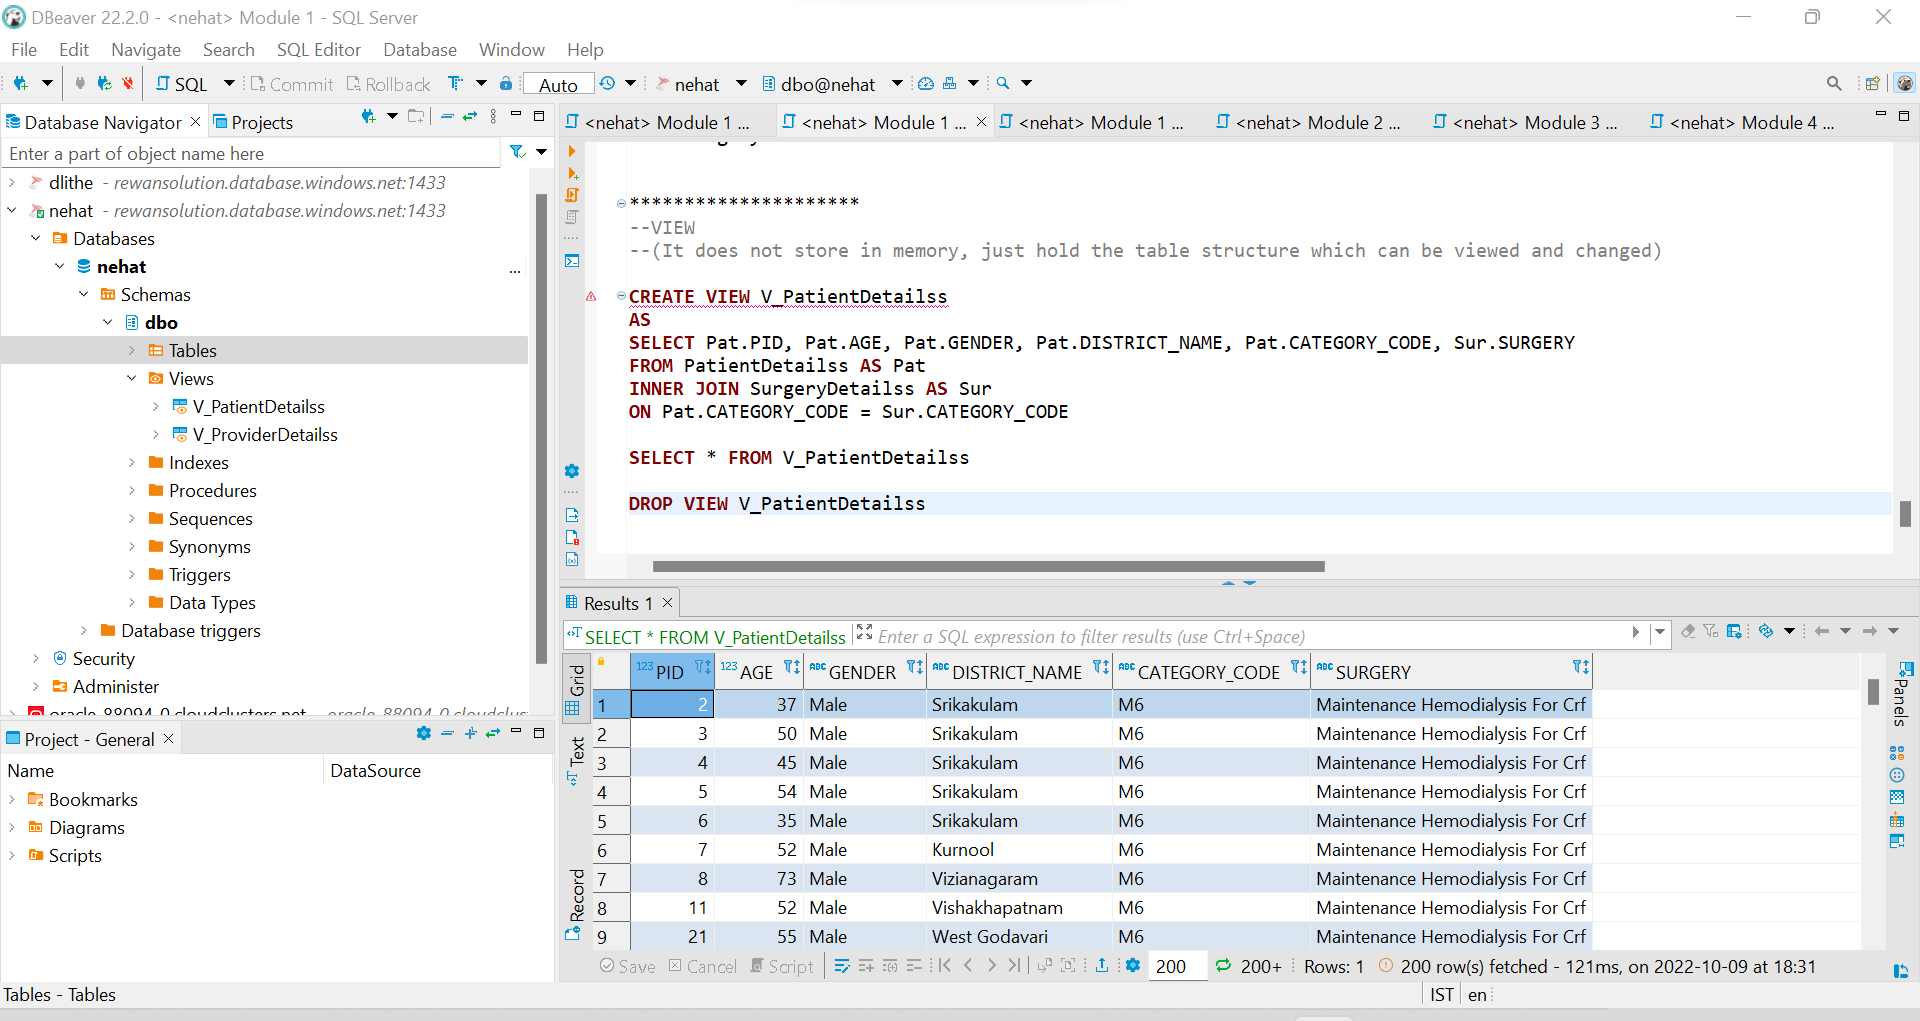 DBeaver 22.2.0 - <nehat> Module 1 - SQL Server
File Edit Navigate Search SQL Editor Database Window Help
SQL Commit Rollback Auto nehat dbo@nehat
Database Navigator Projects
Enter a part of object name here
dlithe - rewansolution.database.windows.net:1433
nehat - rewansolution.database.windows.net:1433
Databases
nehat ...
Schemas
dbo
Tables
Views
V_PatientDetailss
V_ProviderDetailss
Indexes
Procedures
Sequences
Synonyms
Triggers
Data Types
Database triggers
Security
Administer
Project - General
Name DataSource
Bookmarks
Diagrams
Scripts
<nehat> Module 1 ... <nehat> Module 1 ... <nehat> Module 1 ... <nehat> Module 2 ... <nehat> Module 3 ... <nehat> Module 4 ...
*********************
--VIEW
--(It does not store in memory, just hold the table structure which can be viewed and changed)
CREATE VIEW V_PatientDetailss
AS
SELECT Pat.PID, Pat.AGE, Pat.GENDER, Pat.DISTRICT_NAME, Pat.CATEGORY_CODE, Sur.SURGERY
FROM PatientDetailss AS Pat
INNER JOIN SurgeryDetailss AS Sur
ON Pat.CATEGORY_CODE = Sur.CATEGORY_CODE
SELECT * FROM V_PatientDetailss
DROP VIEW V_PatientDetailss
Results 1
SELECT * FROM V_PatientDetailss Enter a SQL expression to filter results (use Ctrl+Space)
Grid
Text
Record
Panels
123 PID 123 AGE ABC GENDER ABC DISTRICT_NAME ABC CATEGORY_CODE ABC SURGERY
1 2 37 Male Srikakulam M6 Maintenance Hemodialysis For Crf
2 3 50 Male Srikakulam M6 Maintenance Hemodialysis For Crf
3 4 45 Male Srikakulam M6 Maintenance Hemodialysis For Crf
4 5 54 Male Srikakulam M6 Maintenance Hemodialysis For Crf
5 6 35 Male Srikakulam M6 Maintenance Hemodialysis For Crf
6 7 52 Male Kurnool M6 Maintenance Hemodialysis For Crf
7 8 73 Male Vizianagaram M6 Maintenance Hemodialysis For Crf
8 11 52 Male Vishakhapatnam M6 Maintenance Hemodialysis For Crf
9 21 55 Male West Godavari M6 Maintenance Hemodialysis For Crf
Save Cancel Script 200 200+ Rows: 1 200 row(s) fetched - 121ms, on 2022-10-09 at 18:31
Tables - Tables IST en